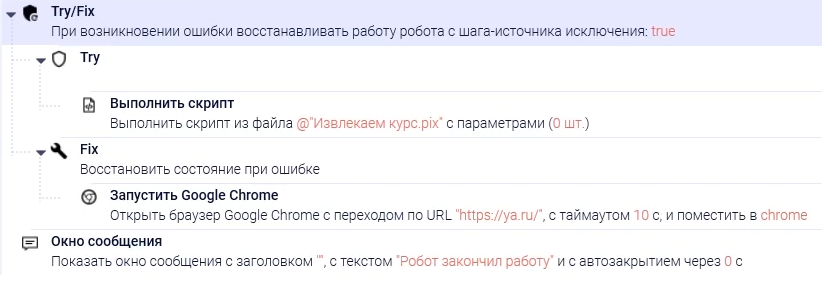 Try/Fix
При возникновении ошибки восстанавливать работу робота с шага-источника исключения: true
Try
Выполнить скрипт
Выполнить скрипт из файла @"Извлекаем курс.pix" с параметрами (0 шт.)
Fix
Восстановить состояние при ошибке
Запустить Google Chrome
Открыть браузер Google Chrome с переходом по URL "https://ya.ru/", с таймаутом 10 с, и поместить в chrome
Окно сообщения
Показать окно сообщения с заголовком "", с текстом "Робот закончил работу" и с автозакрытием через 0 с